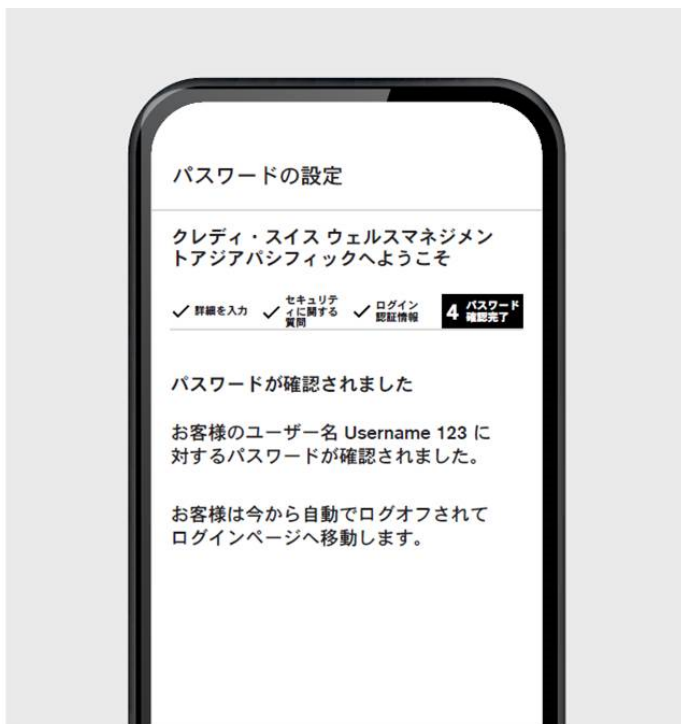 パスワードの設定
クレディ・スイス ウェルスマネジメン
トアジアパシフィックへようこそ
✓ 詳細を入力 ✓ セキュリテ
ィに関する
質問 ✓ ログイン
認証情報 4 パスワード
確認完了
パスワードが確認されました
お客様のユーザー名 Username 123 に
対するパスワードが確認されました。
お客様は今から自動でログオフされて
ログインページへ移動します。